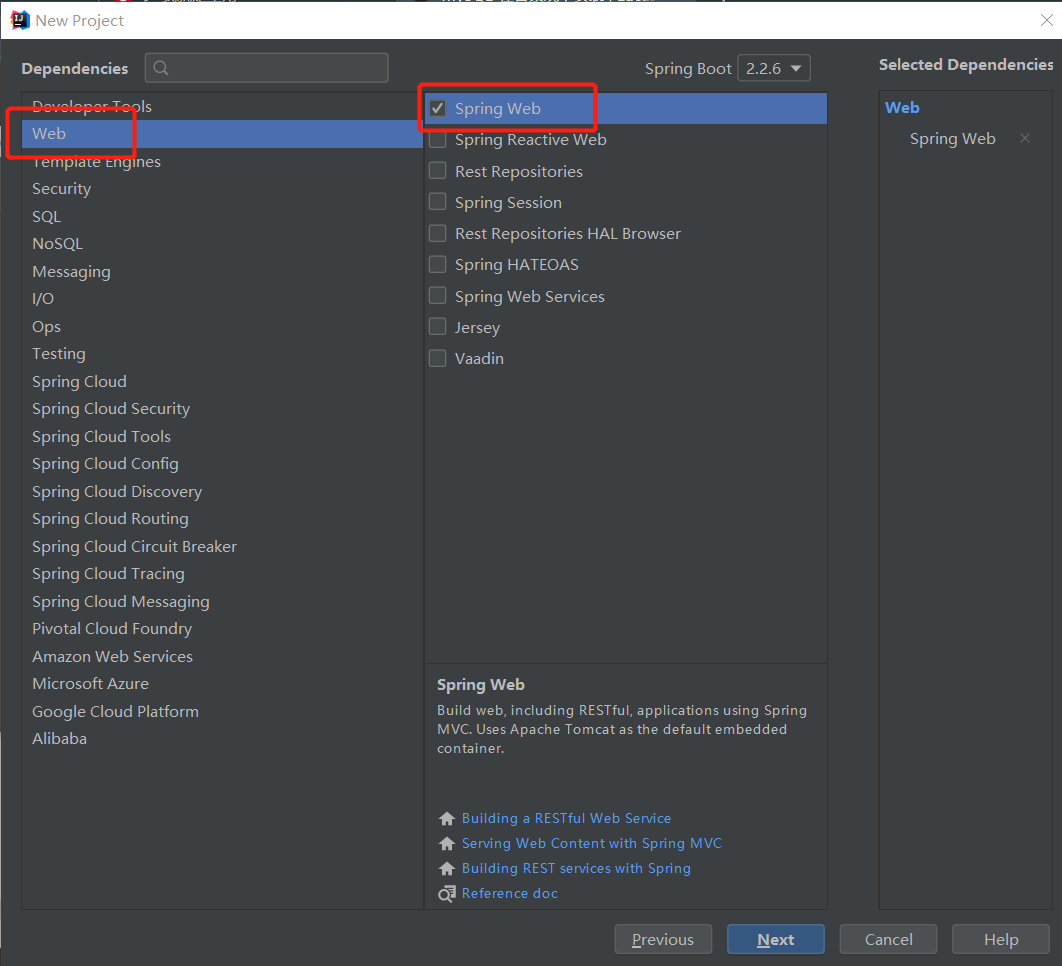 New Project
Dependencies
Spring Boot 2.2.6
Selected Dependencies
Developer Tools
Web
Template Engines
Security
SQL
NoSQL
Messaging
I/O
Ops
Testing
Spring Cloud
Spring Cloud Security
Spring Cloud Tools
Spring Cloud Config
Spring Cloud Discovery
Spring Cloud Routing
Spring Cloud Circuit Breaker
Spring Cloud Tracing
Spring Cloud Messaging
Pivotal Cloud Foundry
Amazon Web Services
Microsoft Azure
Google Cloud Platform
Alibaba
Spring Web
Spring Reactive Web
Rest Repositories
Spring Session
Rest Repositories HAL Browser
Spring HATEOAS
Spring Web Services
Jersey
Vaadin
Spring Web
Build web, including RESTful, applications using Spring
MVC. Uses Apache Tomcat as the default embedded
container.
Building a RESTful Web Service
Serving Web Content with Spring MVC
Building REST services with Spring
Reference doc
Web
Spring Web
Previous
Next
Cancel
Help